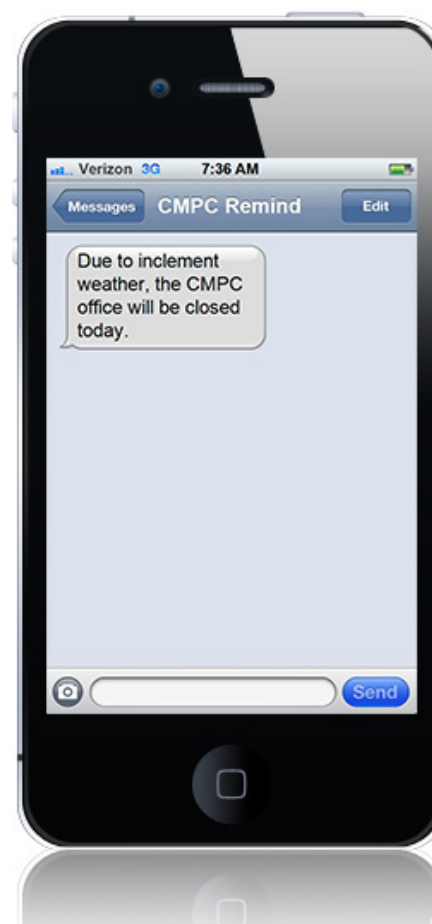 Verizon 3G 7:36 AM
Messages CMPC Remind Edit
Due to inclement
weather, the CMPC
office will be closed
today.
Send